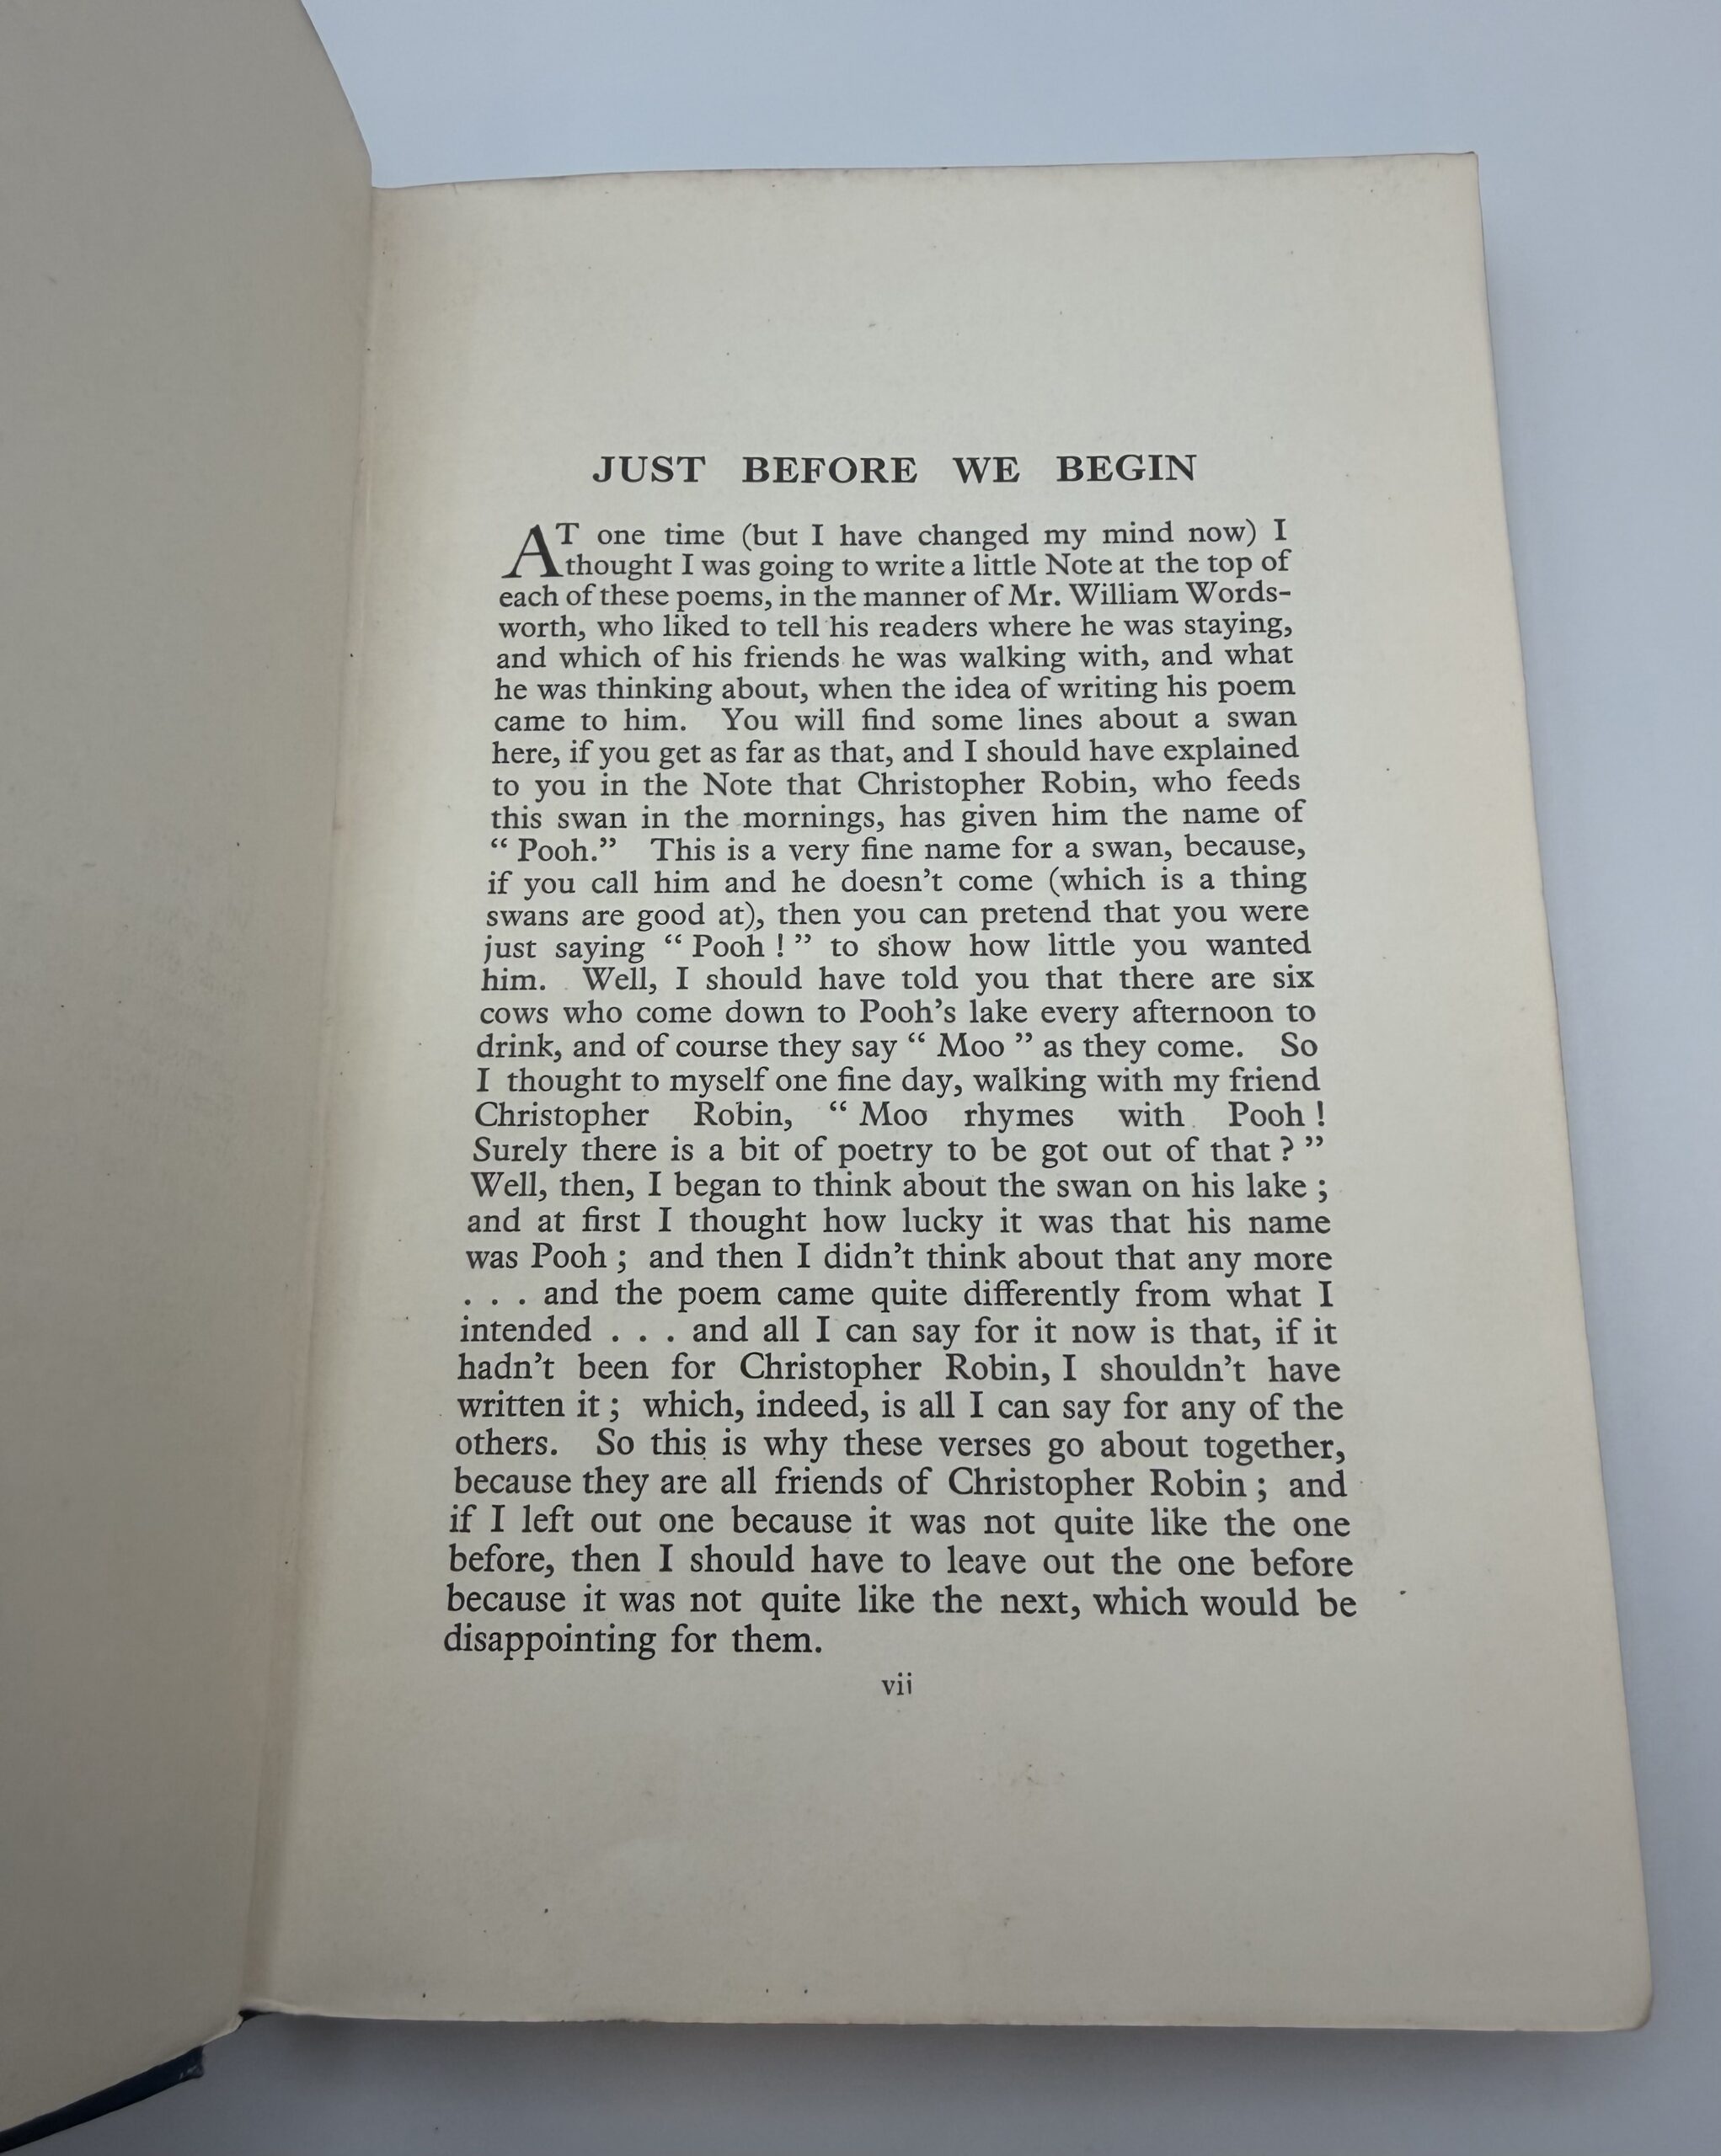 JUST BEFORE WE BEGIN
AT one time (but I have changed my mind now) I
thought I was going to write a little Note at the top of
each of these poems, in the manner of Mr. William Words-
worth, who liked to tell his readers where he was staying,
and which of his friends he was walking with, and what
he was thinking about, when the idea of writing his poem
came to him. You will find some lines about a swan
here, if you get as far as that, and I should have explained
to you in the Note that Christopher Robin, who feeds
this swan in the mornings, has given him the name of
“ Pooh.” This is a very fine name for a swan, because,
if you call him and he doesn’t come (which is a thing
swans are good at), then you can pretend that you were
just saying “ Pooh ! ” to show how little you wanted
him. Well, I should have told you that there are six
cows who come down to Pooh’s lake every afternoon to
drink, and of course they say “ Moo ” as they come. So
I thought to myself one fine day, walking with my friend
Christopher Robin, “ Moo rhymes with Pooh !
Surely there is a bit of poetry to be got out of that ? ”
Well, then, I began to think about the swan on his lake ;
and at first I thought how lucky it was that his name
was Pooh ; and then I didn’t think about that any more
. . . and the poem came quite differently from what I
intended . . . and all I can say for it now is that, if it
hadn’t been for Christopher Robin, I shouldn’t have
written it ; which, indeed, is all I can say for any of the
others. So this is why these verses go about together,
because they are all friends of Christopher Robin ; and
if I left out one because it was not quite like the one
before, then I should have to leave out the one before
because it was not quite like the next, which would be
disappointing for them.
vii